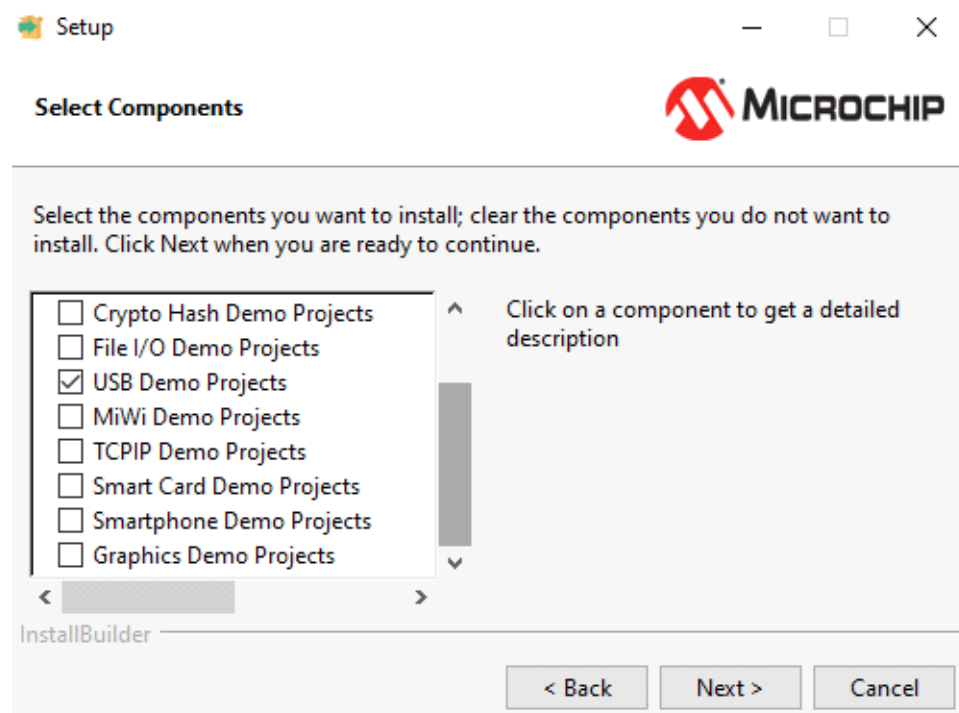 Setup
Select Components
MICROCHIP
Select the components you want to install; clear the components you do not want to
install. Click Next when you are ready to continue.
Crypto Hash Demo Projects
File I/O Demo Projects
USB Demo Projects
MiWi Demo Projects
TCPIP Demo Projects
Smart Card Demo Projects
Smartphone Demo Projects
Graphics Demo Projects
Click on a component to get a detailed
description
InstallBuilder
< Back
Next >
Cancel